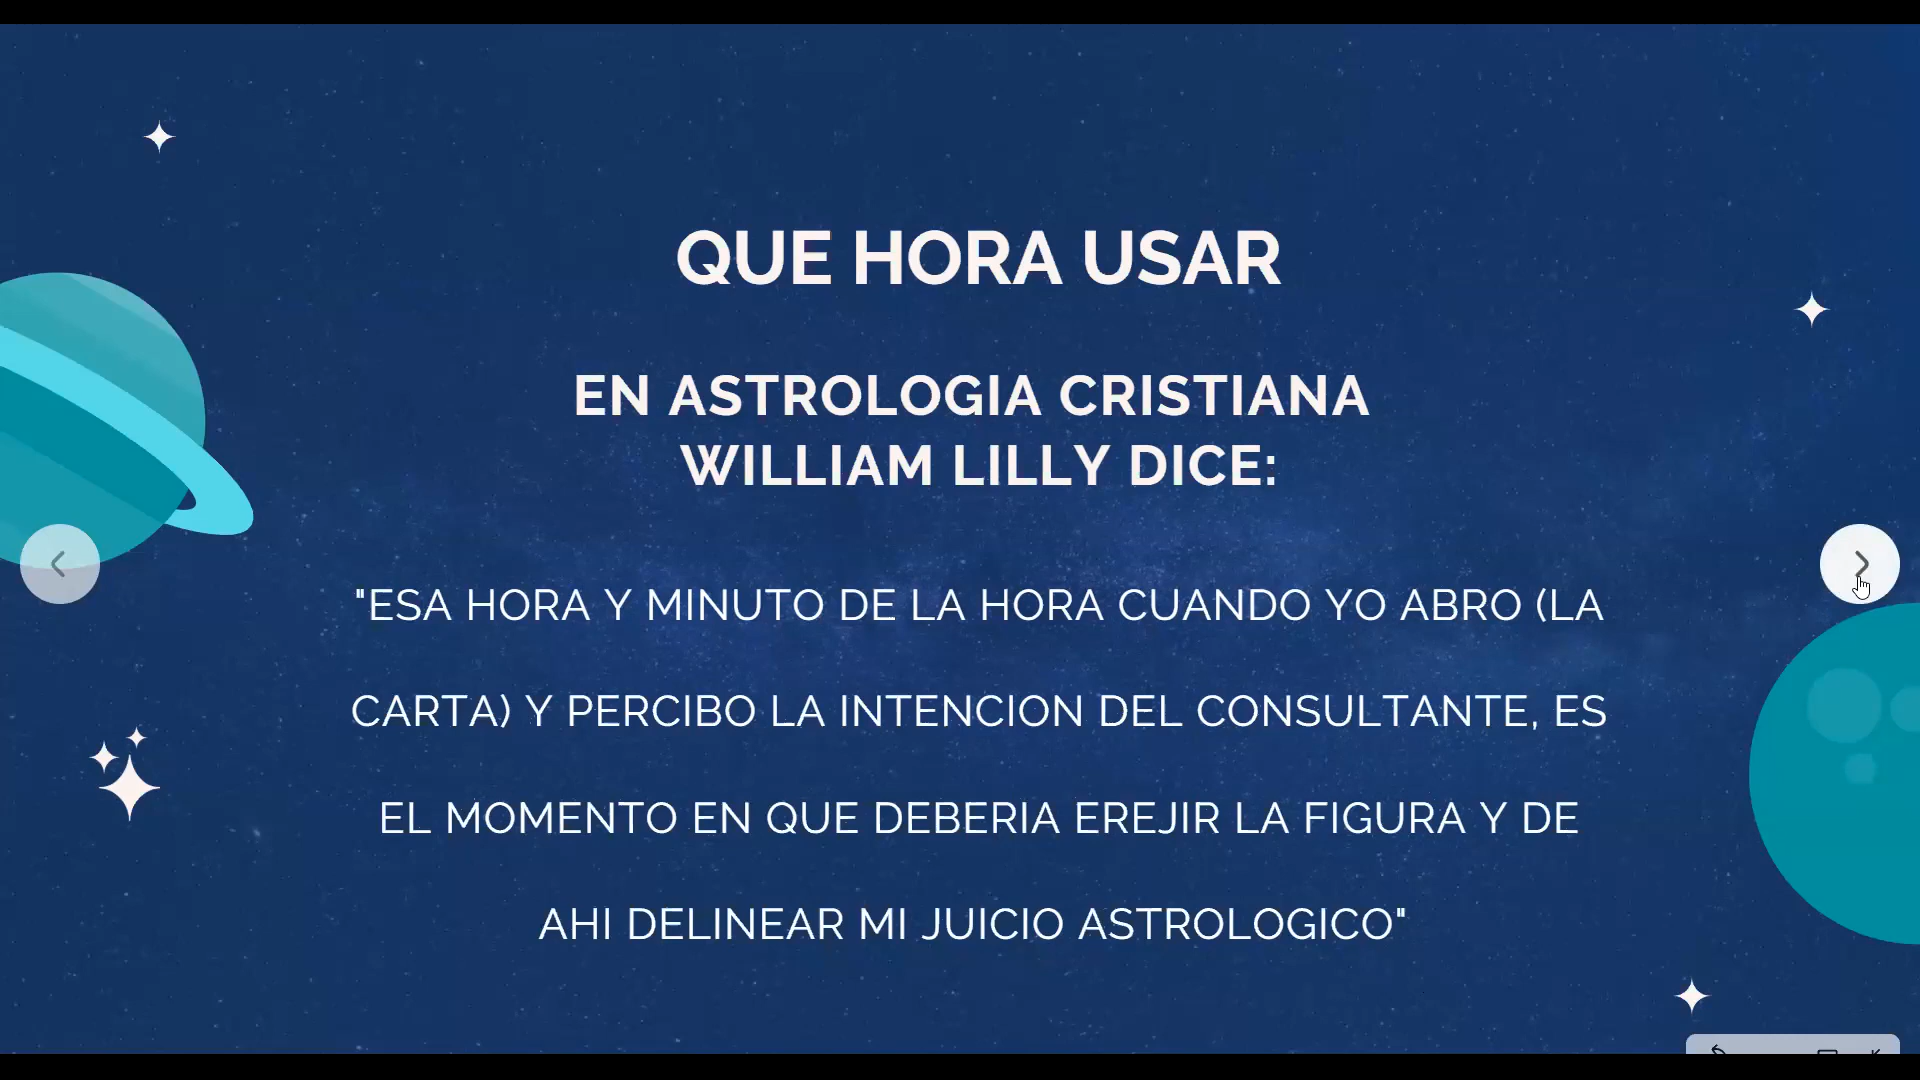 QUE HORA USAR
EN ASTROLOGIA CRISTIANA
WILLIAM LILLY DICE:
"ESA HORA Y MINUTO DE LA HORA CUANDO YO ABRO (LA
CARTA) Y PERCIBO LA INTENCION DEL CONSULTANTE, ES
EL MOMENTO EN QUE DEBERIA EREJIR LA FIGURA Y DE
AHI DELINEAR MI JUICIO ASTROLOGICO"